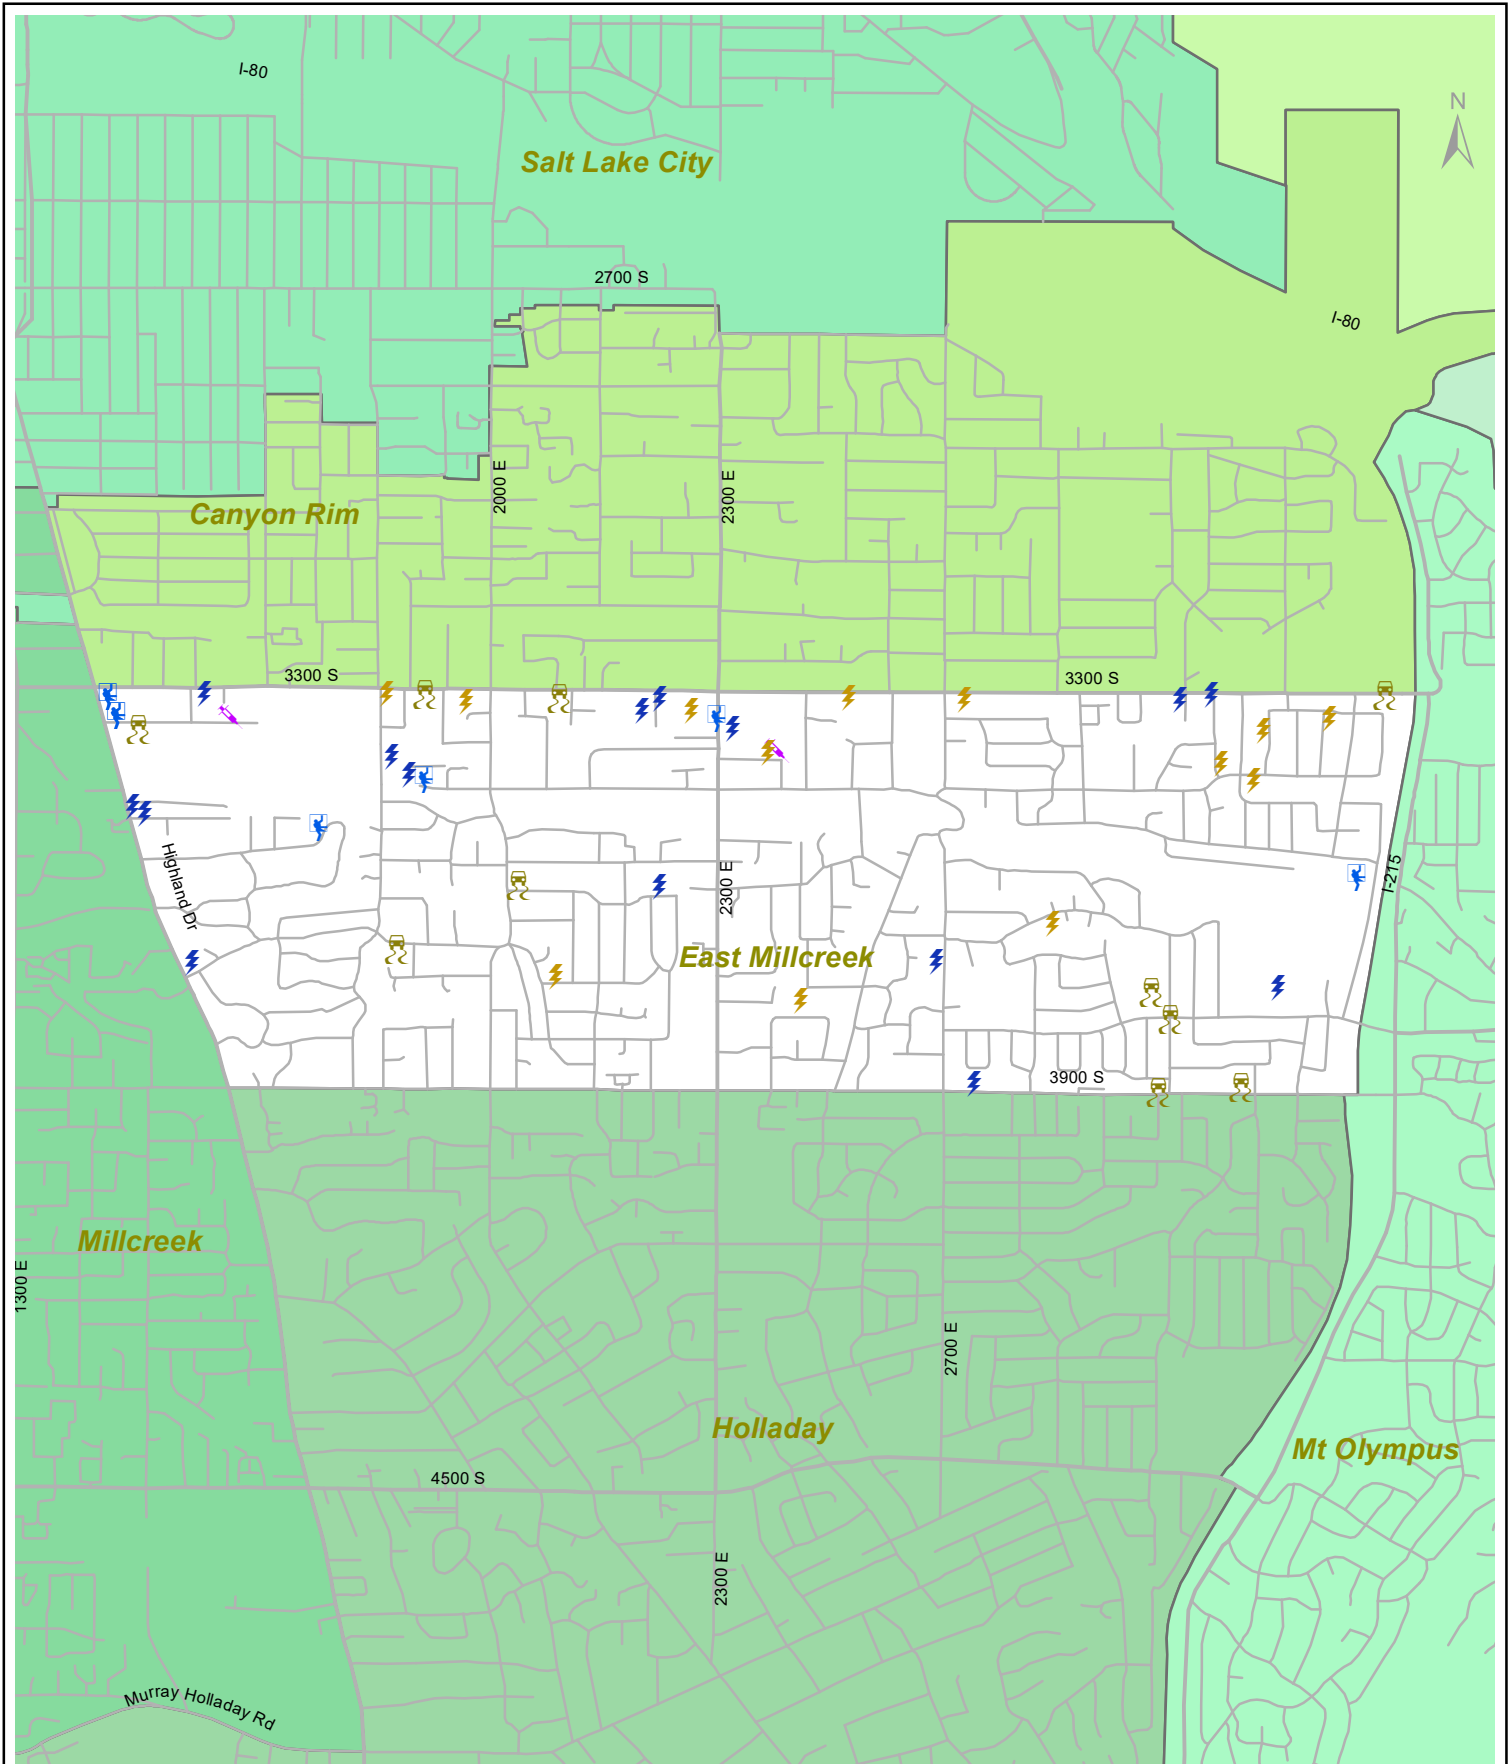 I-80
N
Salt Lake City
2700 S
I-80
2000 E
2300 E
Canyon Rim
3300 S
3300 S
Highland Dr
2300 E
I-215
East Millcreek
3900 S
Millcreek
1300 E
2700 E
Holladay
Mt Olympus
4500 S
2300 E
Murray Holladay Rd